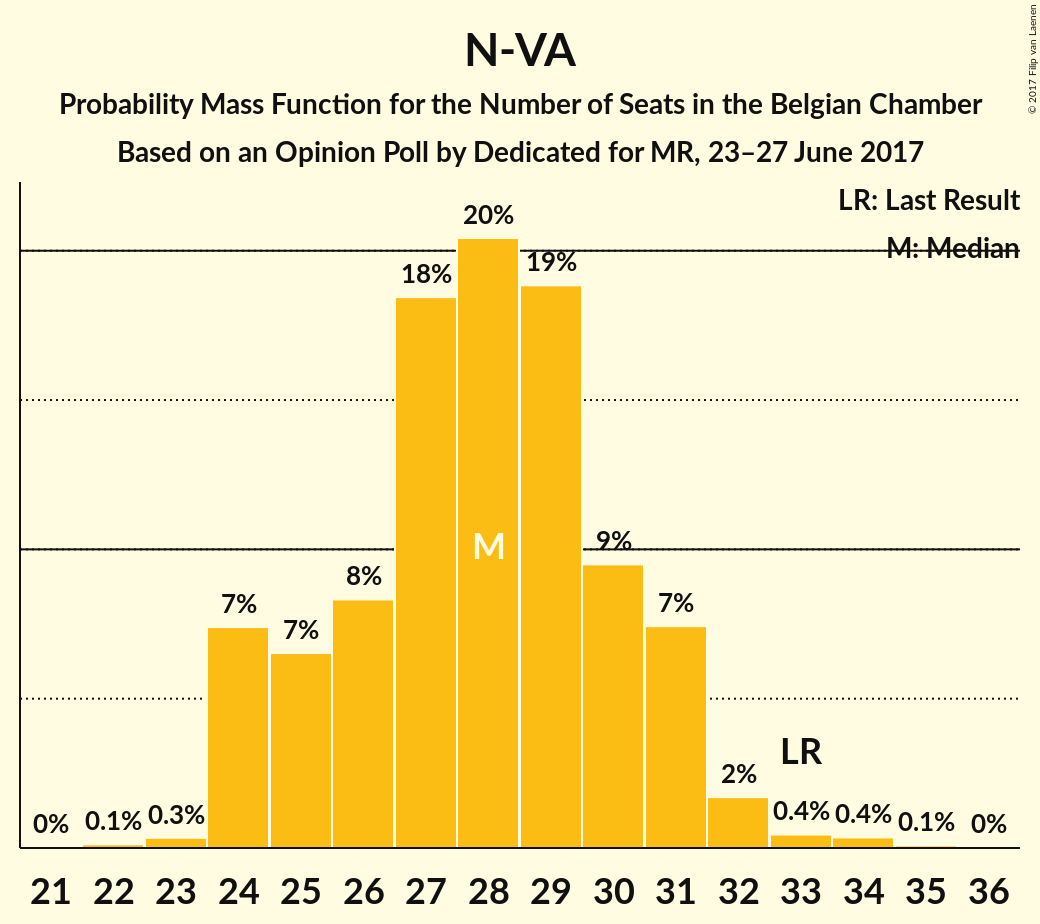 © 2017 Filip van Laenen
N-VA
Probability Mass Function for the Number of Seats in the Belgian Chamber
Based on an Opinion Poll by Dedicated for MR, 23–27 June 2017
LR: Last Result
M: Median
0% 0.1% 0.3% 7% 7% 8% 18% 20% 19% 9% 7% 2% 0.4% 0.4% 0.1% 0%
M
LR
21 22 23 24 25 26 27 28 29 30 31 32 33 34 35 36